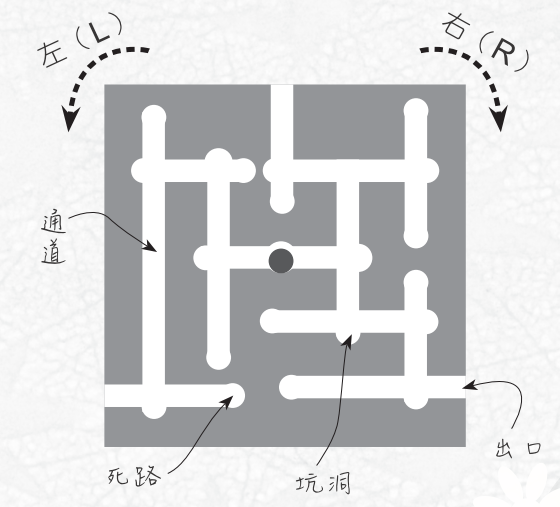 左（L）
右（R）
通
道
死路
坑洞
出口